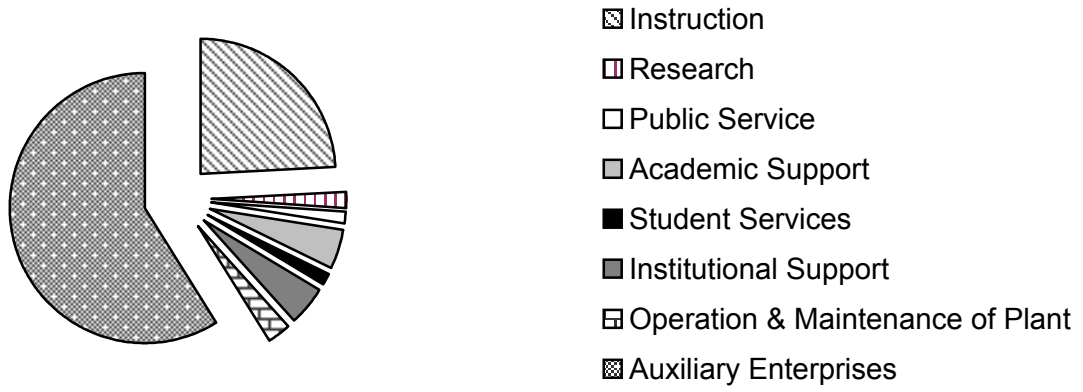 Instruction
Research
Public Service
Academic Support
Student Services
Institutional Support
Operation & Maintenance of Plant
Auxiliary Enterprises